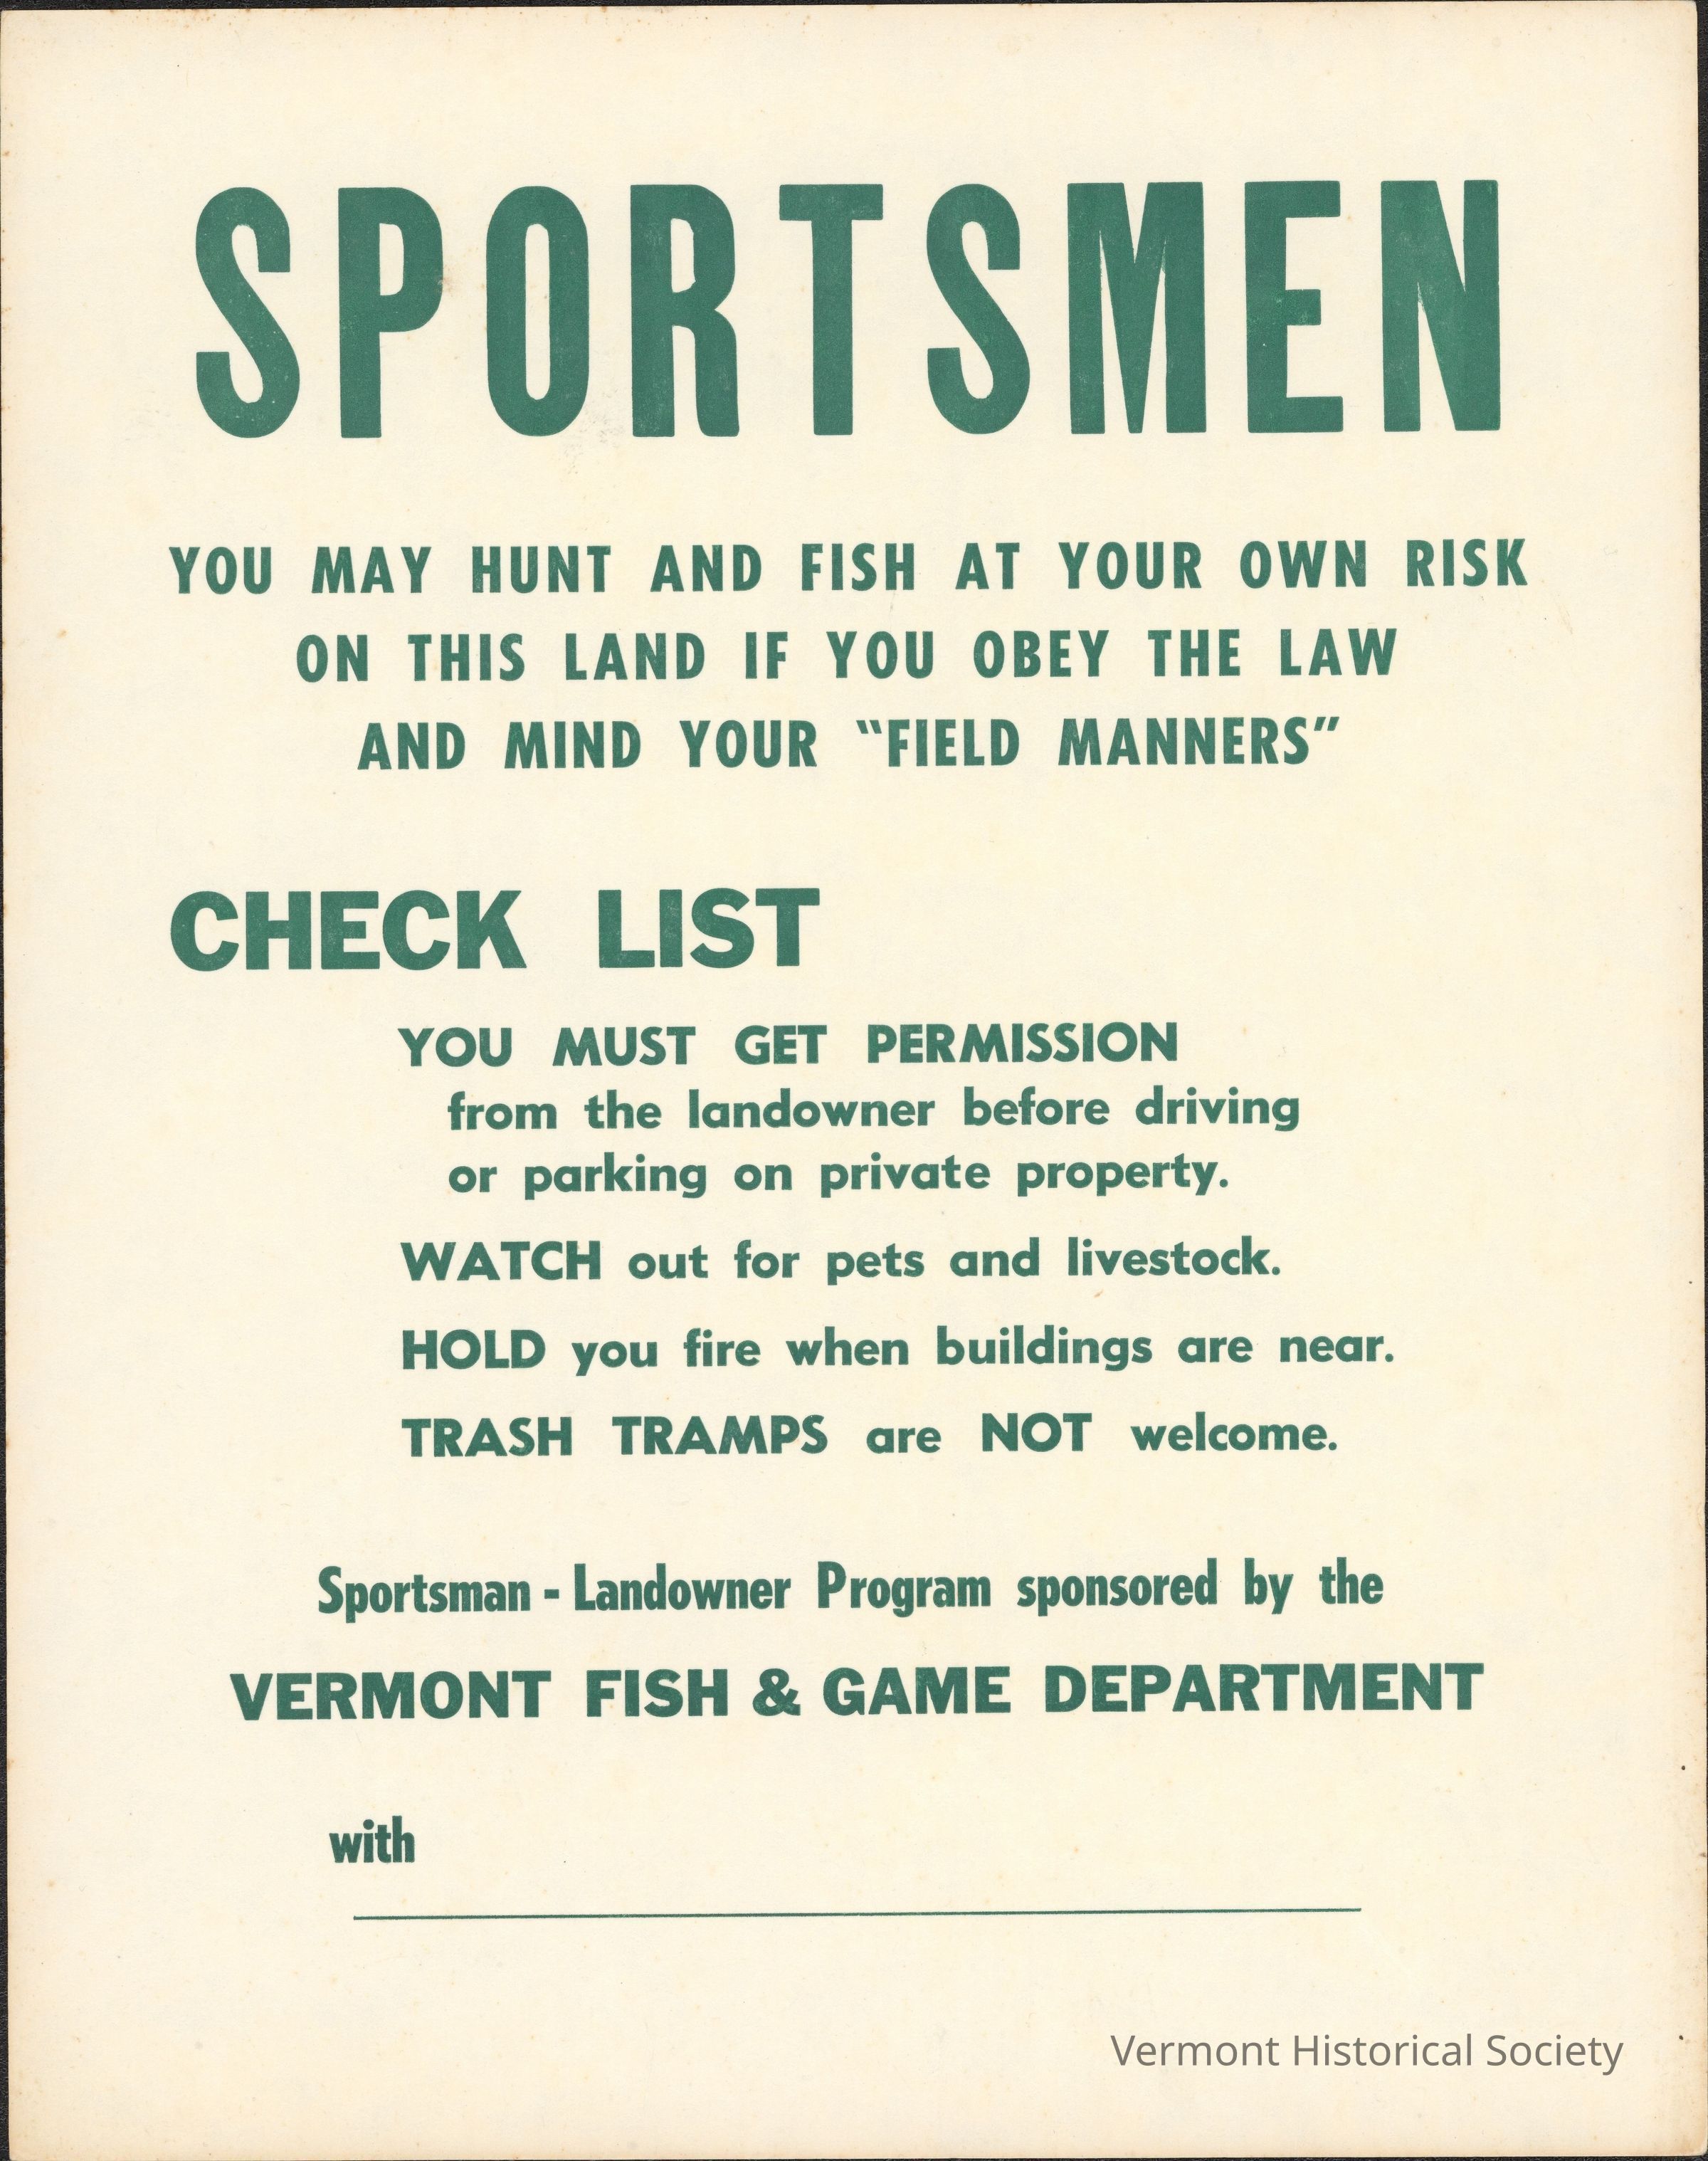 SPORTSMEN
YOU MAY HUNT AND FISH AT YOUR OWN RISK
ON THIS LAND IF YOU OBEY THE LAW
AND MIND YOUR "FIELD MANNERS"
CHECK LIST
YOU MUST GET PERMISSION
from the landowner before driving
or parking on private property.
WATCH out for pets and livestock.
HOLD you fire when buildings are near.
TRASH TRAMPS are NOT welcome.
Sportsman - Landowner Program sponsored by the
VERMONT FISH & GAME DEPARTMENT
with
Vermont Historical Society